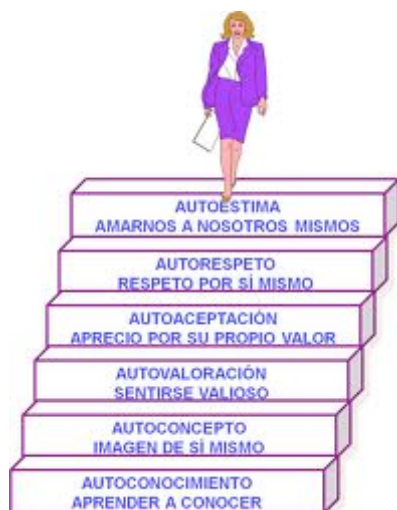 AUTOESTIMA
AMARNOS A NOSOTROS MISMOS
AUTORESPETO
RESPETO POR SÍ MISMO
AUTOACEPTACIÓN
APRECIO POR SU PROPIO VALOR
AUTOVALORACIÓN
SENTIRSE VALIOSO
AUTOCONCEPTO
IMAGEN DE SÍ MISMO
AUTOCONOCIMIENTO
APRENDER A CONOCER